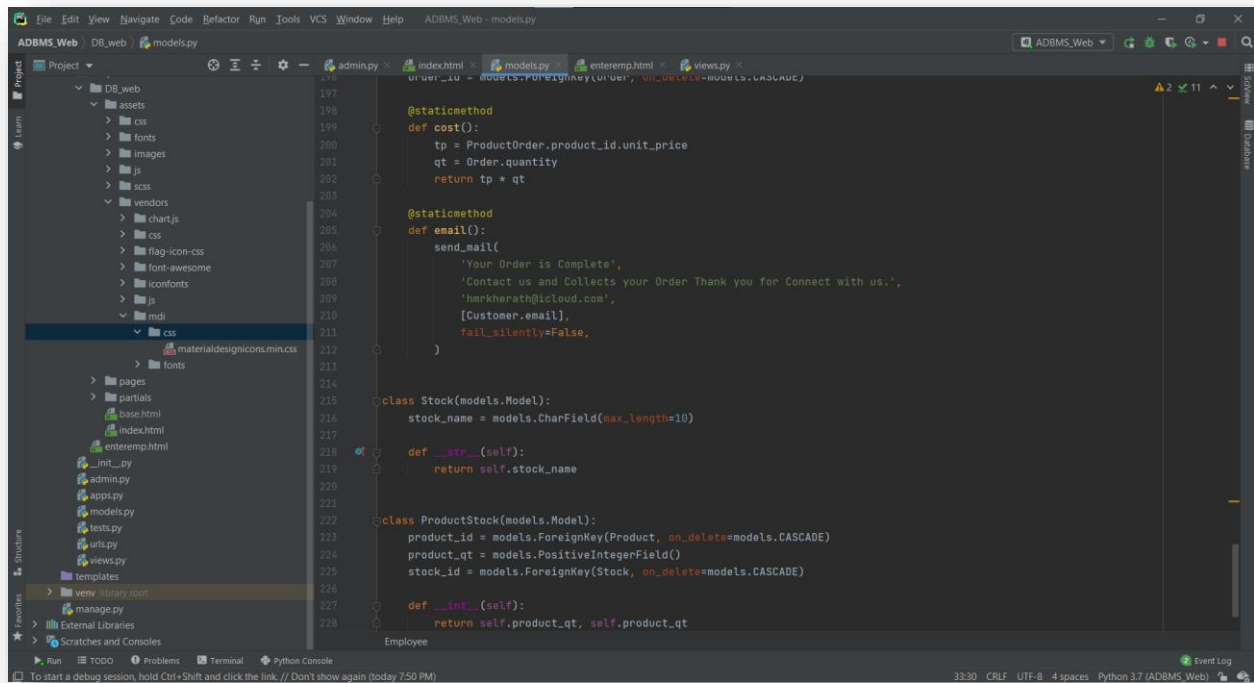 File Edit View Navigate Code Refactor Run Tools VCS Window Help ADBMS_Web - models.py
ADBMS_Web DB_web models.py ADBMS_Web
Project admin.py index.html models.py enteremp.html views.py
DB_web
assets
css
fonts
images
js
scss
vendors
chart.js
css
flag-icon-css
font-awesome
iconfonts
js
mdi
css
materialdesignicons.min.css
fonts
pages
partials
base.html
index.html
enteremp.html
__init__.py
admin.py
apps.py
models.py
tests.py
urls.py
views.py
templates
venv library root
manage.py
External Libraries
Scratches and Consoles
Project
Learn
Structure
Favorites
196 order_id = models.ForeignKey(Order, on_delete=models.CASCADE)
197
198 @staticmethod
199 def cost():
200 tp = ProductOrder.product_id.unit_price
201 qt = Order.quantity
202 return tp * qt
203
204 @staticmethod
205 def email():
206 send_mail(
207 'Your Order is Complete',
208 'Contact us and Collects your Order Thank you for Connect with us.',
209 'hmrkherath@icloud.com',
210 [Customer.email],
211 fail_silently=False,
212 )
213
214
215 class Stock(models.Model):
216 stock_name = models.CharField(max_length=10)
217
218 def __str__(self):
219 return self.stock_name
220
221
222 class ProductStock(models.Model):
223 product_id = models.ForeignKey(Product, on_delete=models.CASCADE)
224 product_qt = models.PositiveIntegerField()
225 stock_id = models.ForeignKey(Stock, on_delete=models.CASCADE)
226
227 def __int__(self):
228 return self.product_qt, self.product_qt
Employee
2 11
SciView
Database
Run TODO Problems Terminal Python Console 2 Event Log
To start a debug session, hold Ctrl+Shift and click the link. // Don't show again (today 7:50 PM) 33:30 CRLF UTF-8 4 spaces Python 3.7 (ADBMS_Web)